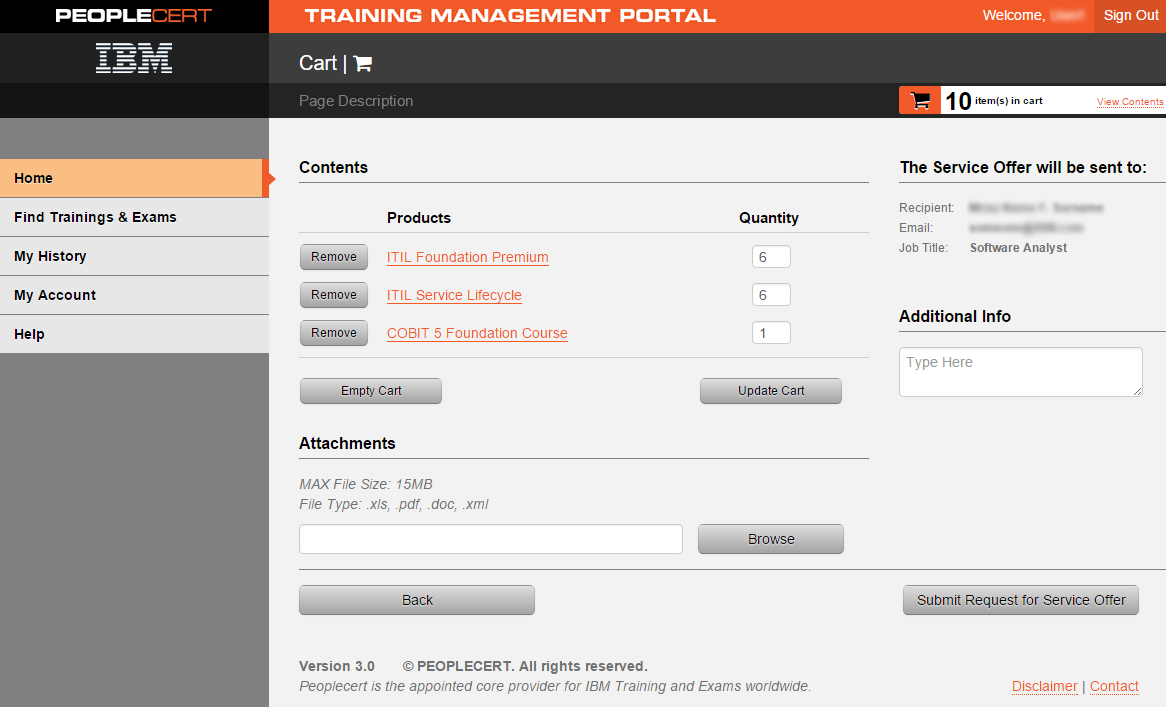 PEOPLECERT
TRAINING MANAGEMENT PORTAL
Welcome,
Sign Out
IBM
Cart |
Page Description
10 item(s) in cart
View Contents
Home
Find Trainings & Exams
My History
My Account
Help
Contents
Products Quantity
Remove ITIL Foundation Premium 6
Remove ITIL Service Lifecycle 6
Remove COBIT 5 Foundation Course 1
Empty Cart Update Cart
Attachments
MAX File Size: 15MB
File Type: .xls, .pdf, .doc, .xml
Browse
The Service Offer will be sent to:
Recipient:
Email:
Job Title: Software Analyst
Additional Info
Type Here
Back
Submit Request for Service Offer
Version 3.0 © PEOPLECERT. All rights reserved.
Peoplecert is the appointed core provider for IBM Training and Exams worldwide.
Disclaimer | Contact